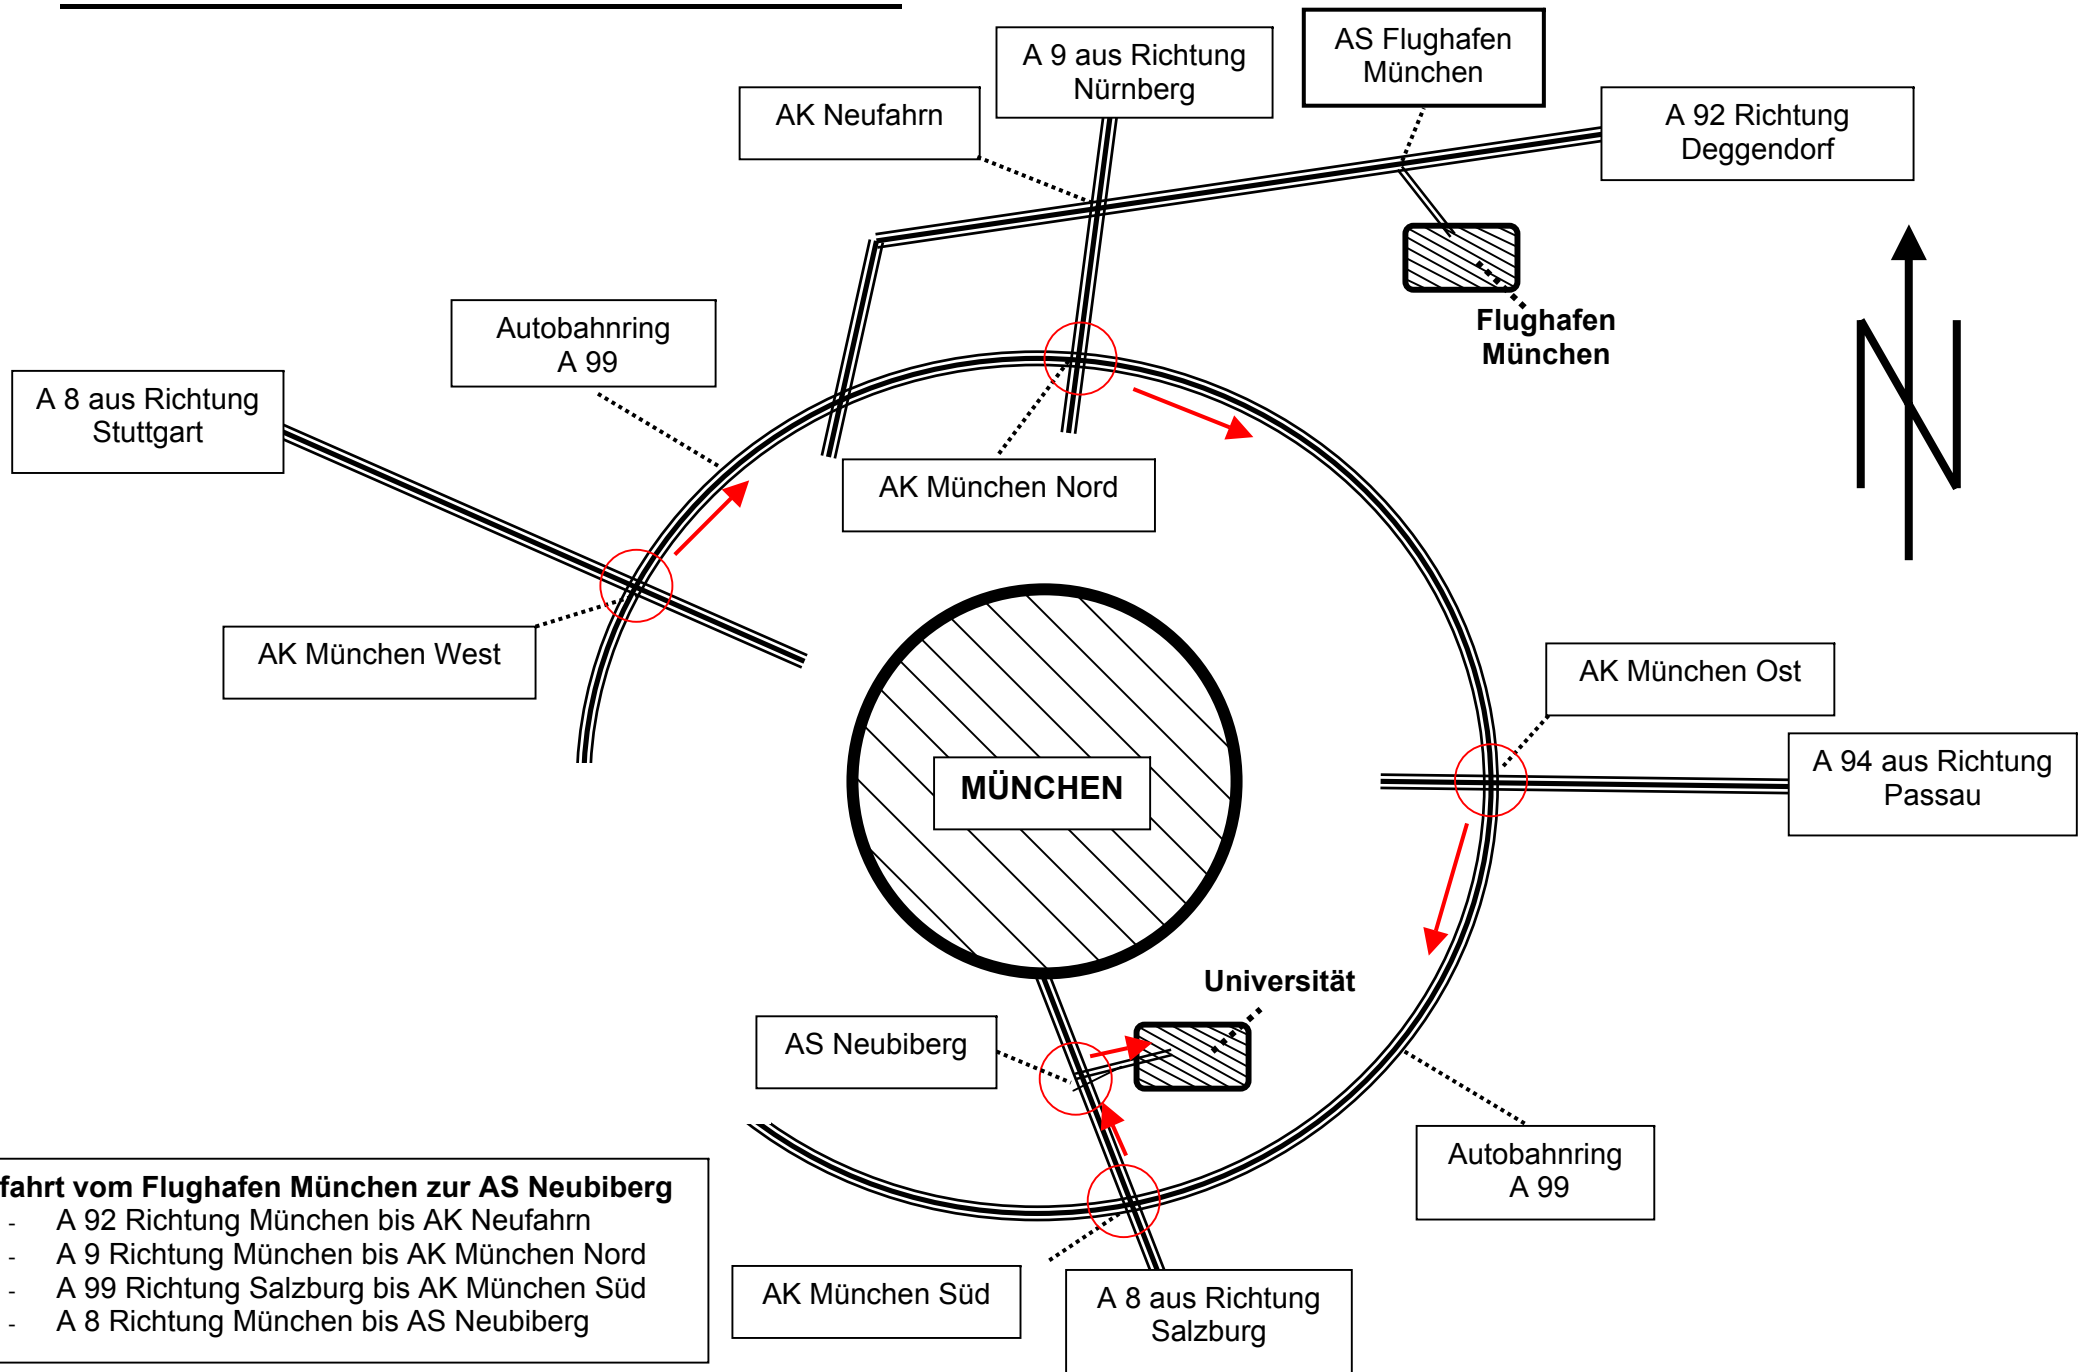 A 9 aus Richtung
Nürnberg
AS Flughafen
München
AK Neufahrn
A 92 Richtung
Deggendorf
Flughafen
München
Autobahnring
A 99
A 8 aus Richtung
Stuttgart
AK München Nord
N
AK München West
AK München Ost
MÜNCHEN
A 94 aus Richtung
Passau
Universität
AS Neubiberg
Autobahnring
A 99
fahrt vom Flughafen München zur AS Neubiberg
- A 92 Richtung München bis AK Neufahrn
- A 9 Richtung München bis AK München Nord
- A 99 Richtung Salzburg bis AK München Süd
- A 8 Richtung München bis AS Neubiberg
AK München Süd
A 8 aus Richtung
Salzburg